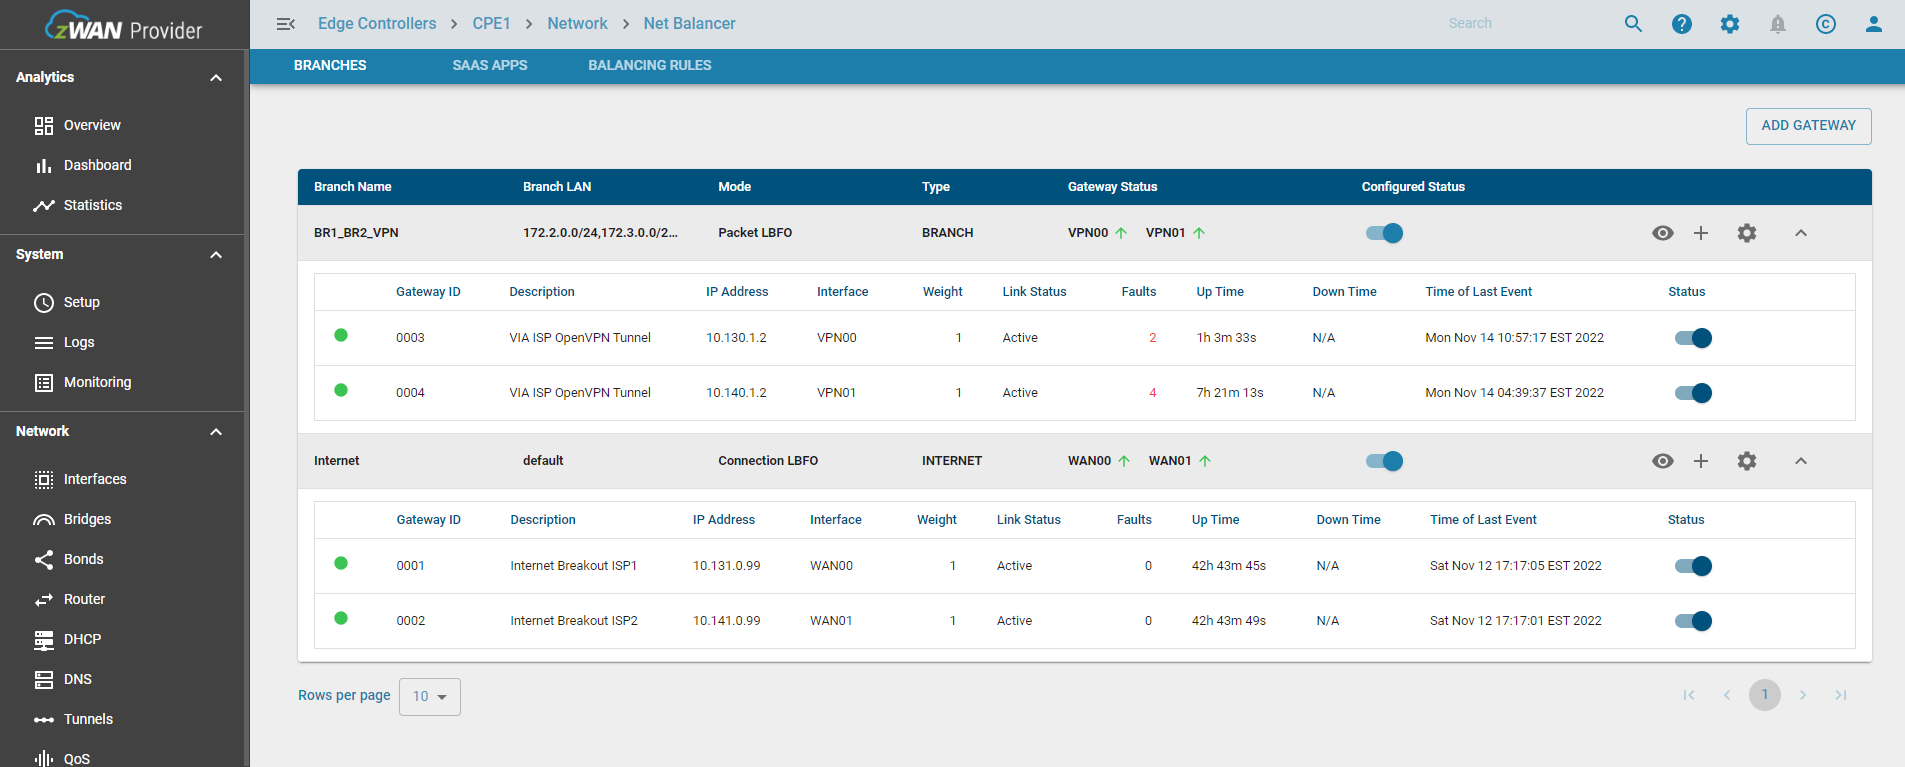 zWAN Provider
Edge Controllers > CPE1 > Network > Net Balancer
Search
BRANCHES SAAS APPS BALANCING RULES
Analytics
Overview
Dashboard
Statistics
System
Setup
Logs
Monitoring
Network
Interfaces
Bridges
Bonds
Router
DHCP
DNS
Tunnels
QoS
ADD GATEWAY
Branch Name Branch LAN Mode Type Gateway Status Configured Status
BR1_BR2_VPN 172.2.0.0/24,172.3.0.0/2... Packet LBFO BRANCH VPN00 VPN01
Gateway ID Description IP Address Interface Weight Link Status Faults Up Time Down Time Time of Last Event Status
0003 VIA ISP OpenVPN Tunnel 10.130.1.2 VPN00 1 Active 2 1h 3m 33s N/A Mon Nov 14 10:57:17 EST 2022
0004 VIA ISP OpenVPN Tunnel 10.140.1.2 VPN01 1 Active 4 7h 21m 13s N/A Mon Nov 14 04:39:37 EST 2022
Internet default Connection LBFO INTERNET WAN00 WAN01
Gateway ID Description IP Address Interface Weight Link Status Faults Up Time Down Time Time of Last Event Status
0001 Internet Breakout ISP1 10.131.0.99 WAN00 1 Active 0 42h 43m 45s N/A Sat Nov 12 17:17:05 EST 2022
0002 Internet Breakout ISP2 10.141.0.99 WAN01 1 Active 0 42h 43m 49s N/A Sat Nov 12 17:17:01 EST 2022
Rows per page 10
1